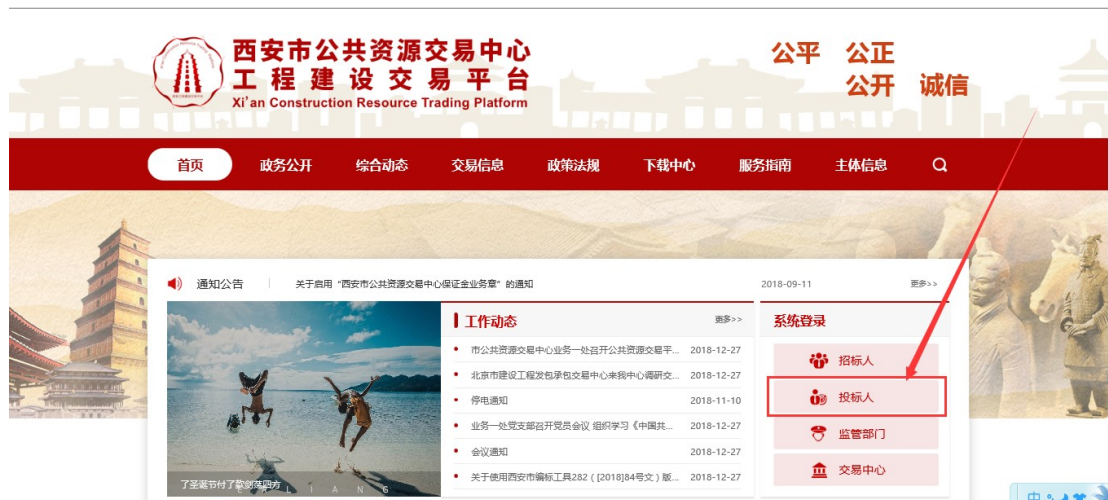 西安市公共资源交易中心
工程建设交易平台
Xi'an Construction Resource Trading Platform
公平 公正
公开 诚信
首页 政务公开 综合动态 交易信息 政策法规 下载中心 服务指南 主体信息
通知公告 关于启用“西安市公共资源交易中心保证金业务章”的通知 2018-09-11 更多>>
工作动态 更多>>
市公共资源交易中心业务一处召开公共资源交易平... 2018-12-27
北京市建设工程发包承包交易中心来我中心调研交... 2018-12-27
停电通知 2018-11-10
业务一处党支部召开党员会议 组织学习《中国共... 2018-12-27
会议通知 2018-12-27
关于使用西安市编标工具282（[2018]84号文）版... 2018-12-27
了圣诞节付了款剑荡四方
L I A N G
系统登录
招标人
投标人
监管部门
交易中心
中